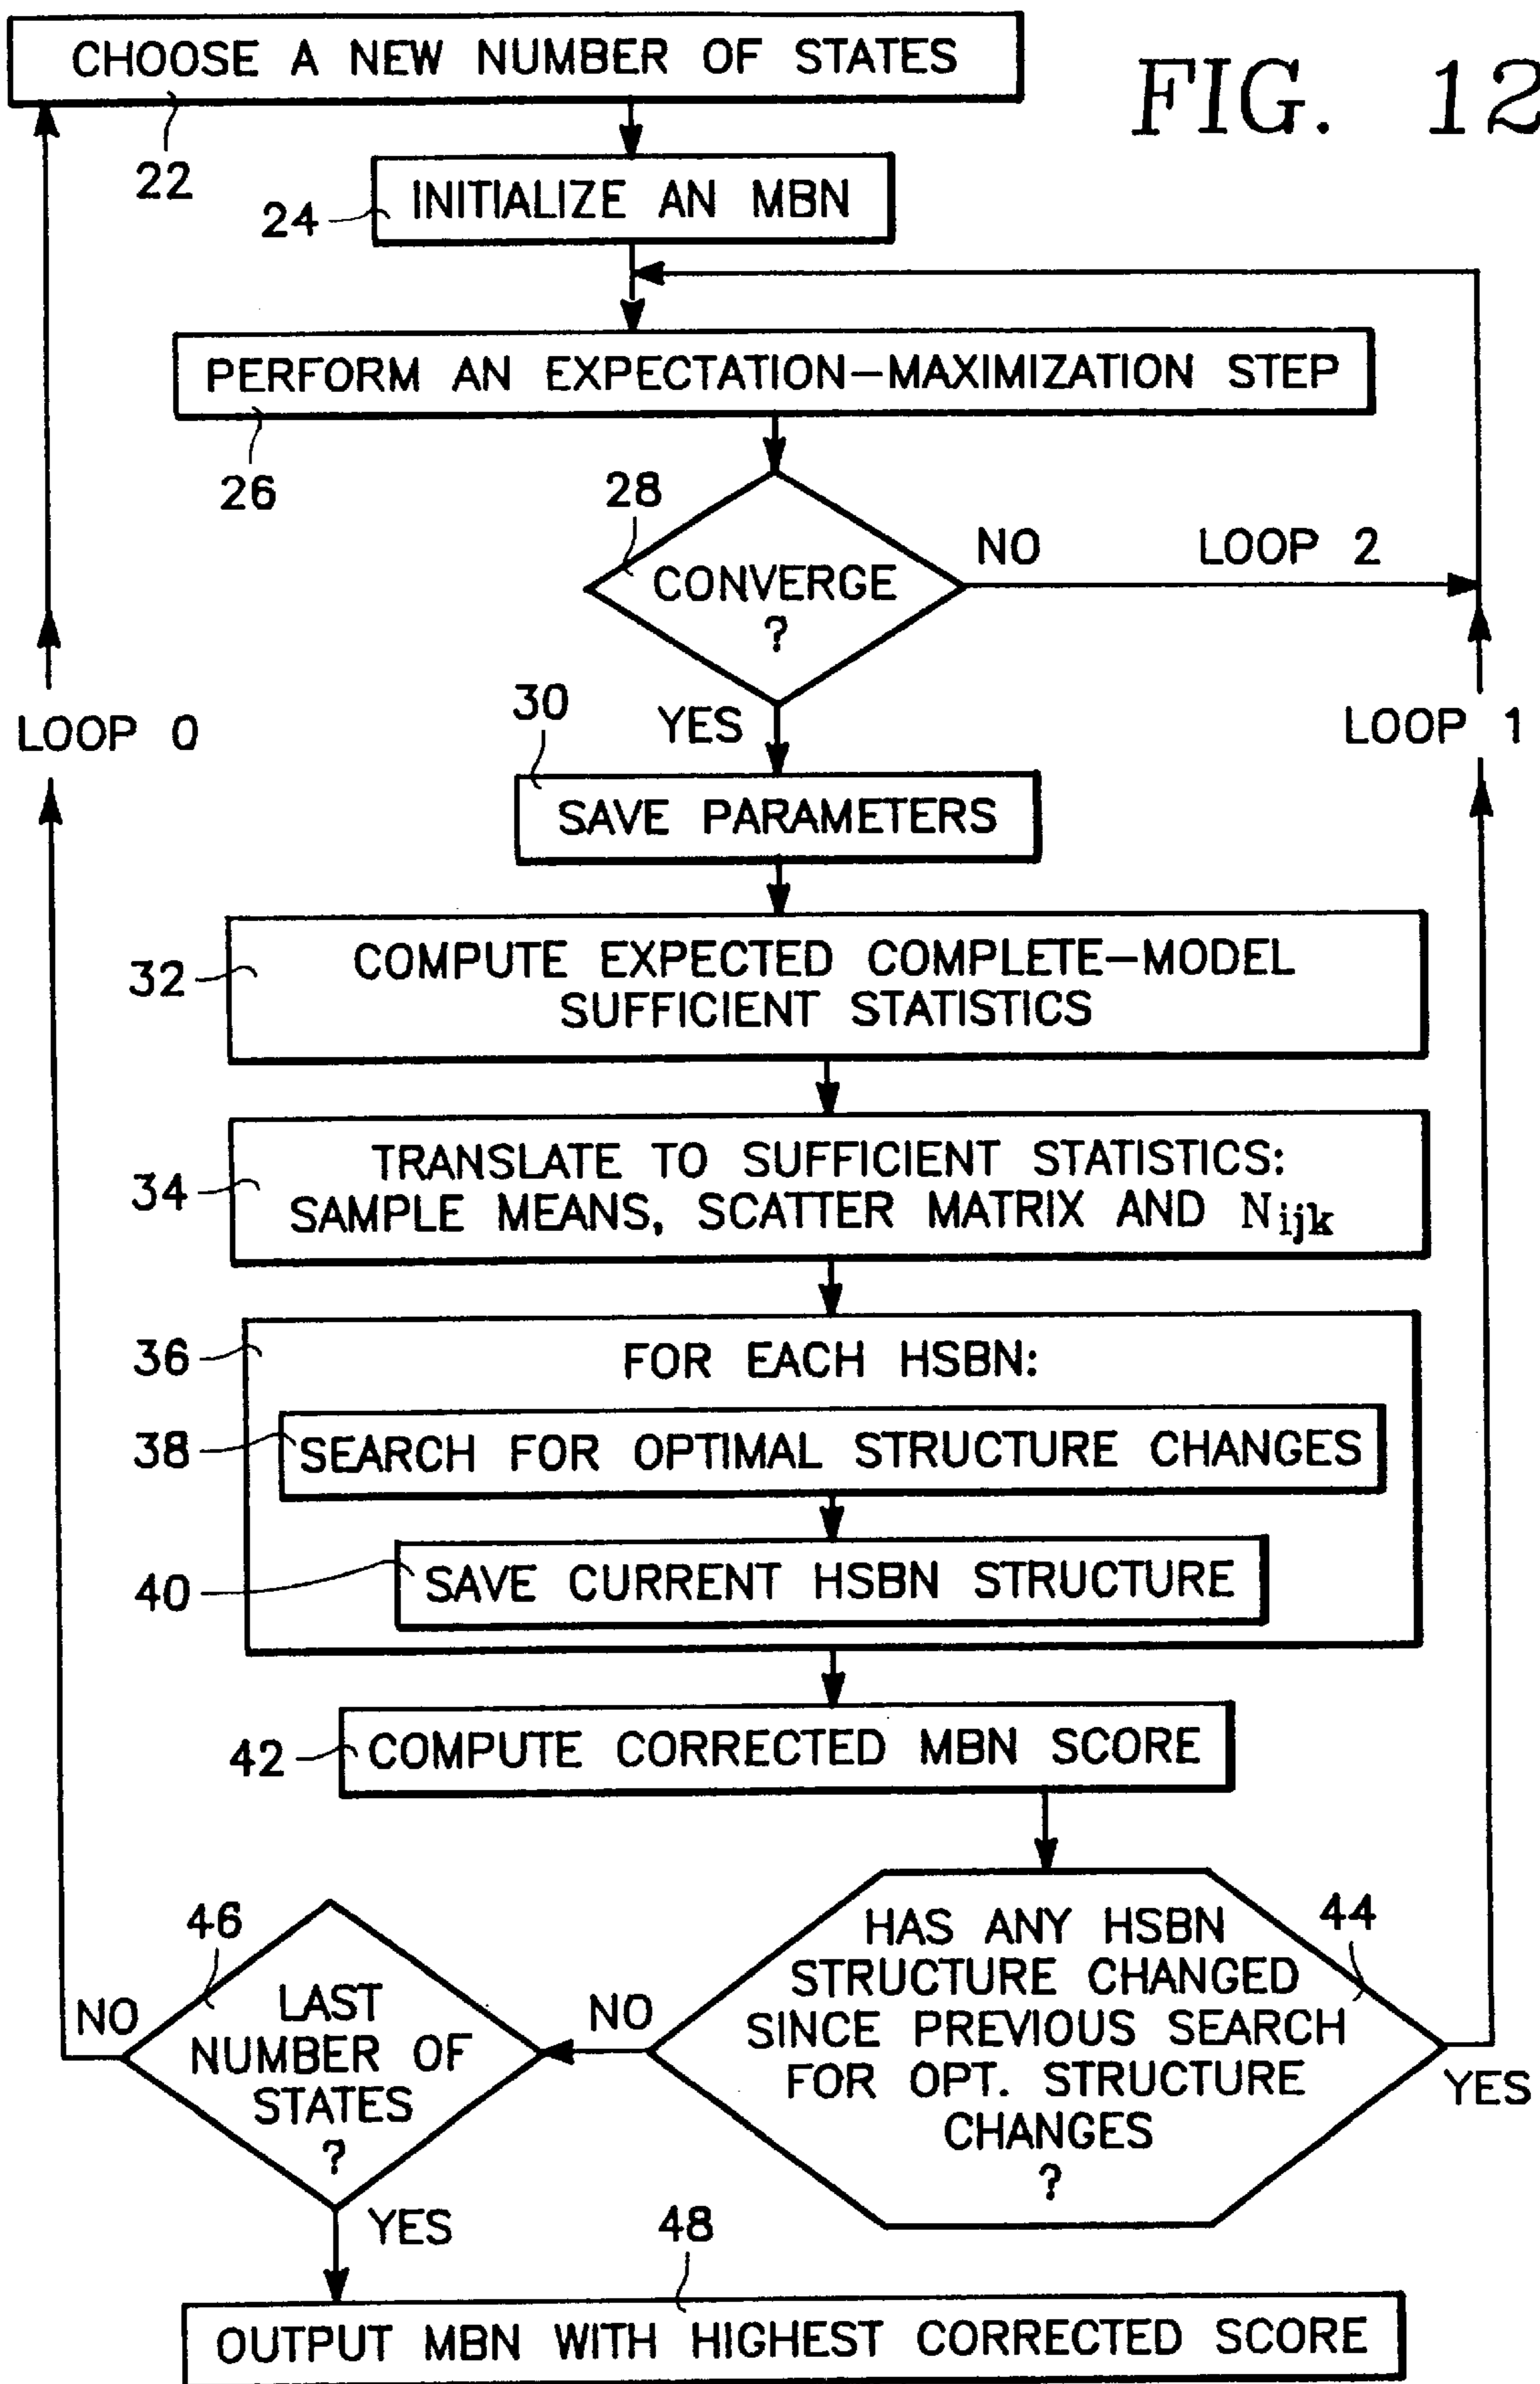 CHOOSE A NEW NUMBER OF STATES
FIG. 12
22
24
INITIALIZE AN MBN
PERFORM AN EXPECTATION-MAXIMIZATION STEP
26
28
CONVERGE
?
NO
LOOP 2
YES
LOOP 0
LOOP 1
30
SAVE PARAMETERS
32
COMPUTE EXPECTED COMPLETE-MODEL
SUFFICIENT STATISTICS
34
TRANSLATE TO SUFFICIENT STATISTICS:
SAMPLE MEANS, SCATTER MATRIX AND Nijk
36
FOR EACH HSBN:
38
SEARCH FOR OPTIMAL STRUCTURE CHANGES
40
SAVE CURRENT HSBN STRUCTURE
42
COMPUTE CORRECTED MBN SCORE
44
HAS ANY HSBN
STRUCTURE CHANGED
SINCE PREVIOUS SEARCH
FOR OPT. STRUCTURE
CHANGES
?
YES
NO
46
LAST
NUMBER OF
STATES
?
NO
YES
48
OUTPUT MBN WITH HIGHEST CORRECTED SCORE